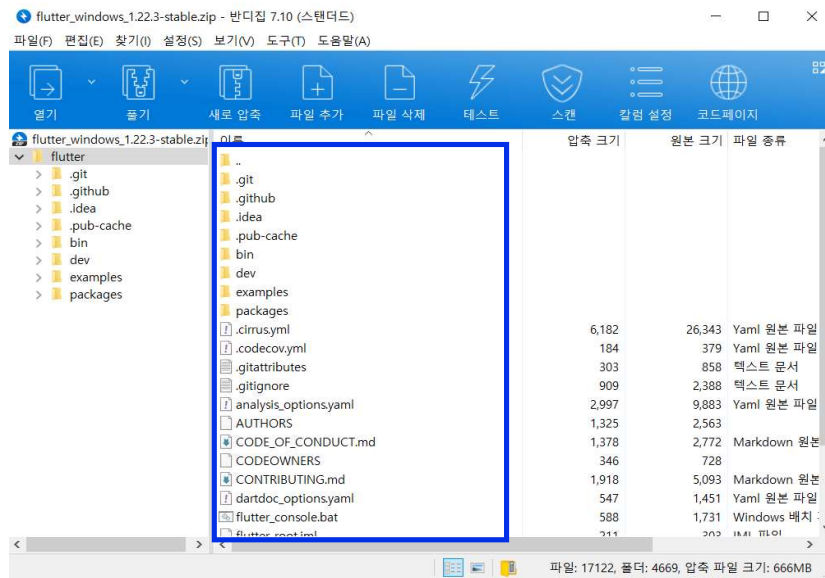 flutter_windows_1.22.3-stable.zip - 반디집 7.10 (스탠더드)
파일(F) 편집(E) 찾기(I) 설정(S) 보기(V) 도구(T) 도움말(A)
열기 풀기 새로 압축 파일 추가 파일 삭제 테스트 스캔 칼럼 설정 코드페이지
flutter_windows_1.22.3-stable.zip
flutter
.git
.github
.idea
.pub-cache
bin
dev
examples
packages
이름 압축 크기 원본 크기 파일 종류
..
.git
.github
.idea
.pub-cache
bin
dev
examples
packages
.cirrus.yml 6,182 26,343 Yaml 원본 파일
.codecov.yml 184 379 Yaml 원본 파일
.gitattributes 303 858 텍스트 문서
.gitignore 909 2,388 텍스트 문서
analysis_options.yaml 2,997 9,883 Yaml 원본 파일
AUTHORS 1,325 2,563
CODE_OF_CONDUCT.md 1,378 2,772 Markdown 원본
CODEOWNERS 346 728
CONTRIBUTING.md 1,918 5,093 Markdown 원본
dartdoc_options.yaml 547 1,451 Yaml 원본 파일
flutter_console.bat 588 1,731 Windows 배치
flutter_root.iml 211 303 IML 파일
파일: 17122, 폴더: 4669, 압축 파일 크기: 666MB